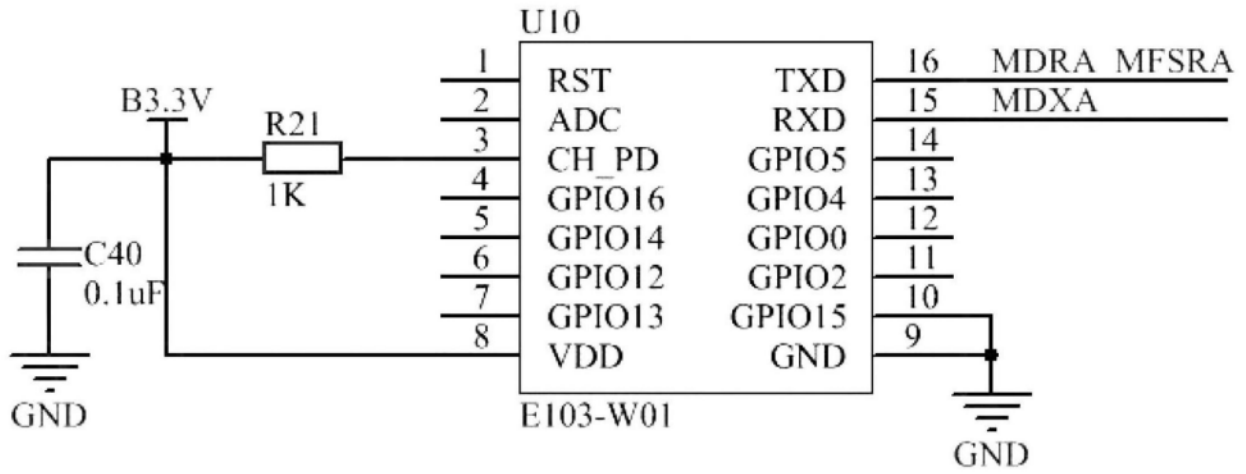 U10
1 RST TXD 16 MDRA MFSRA
B3.3V 2 ADC RXD 15 MDXA
R21 3 CH_PD GPIO5 14
1K 4 GPIO16 GPIO4 13
5 GPIO14 GPIO0 12
C40 6 GPIO12 GPIO2 11
0.1uF 7 GPIO13 GPIO15 10
8 VDD GND 9
GND E103-W01
GND